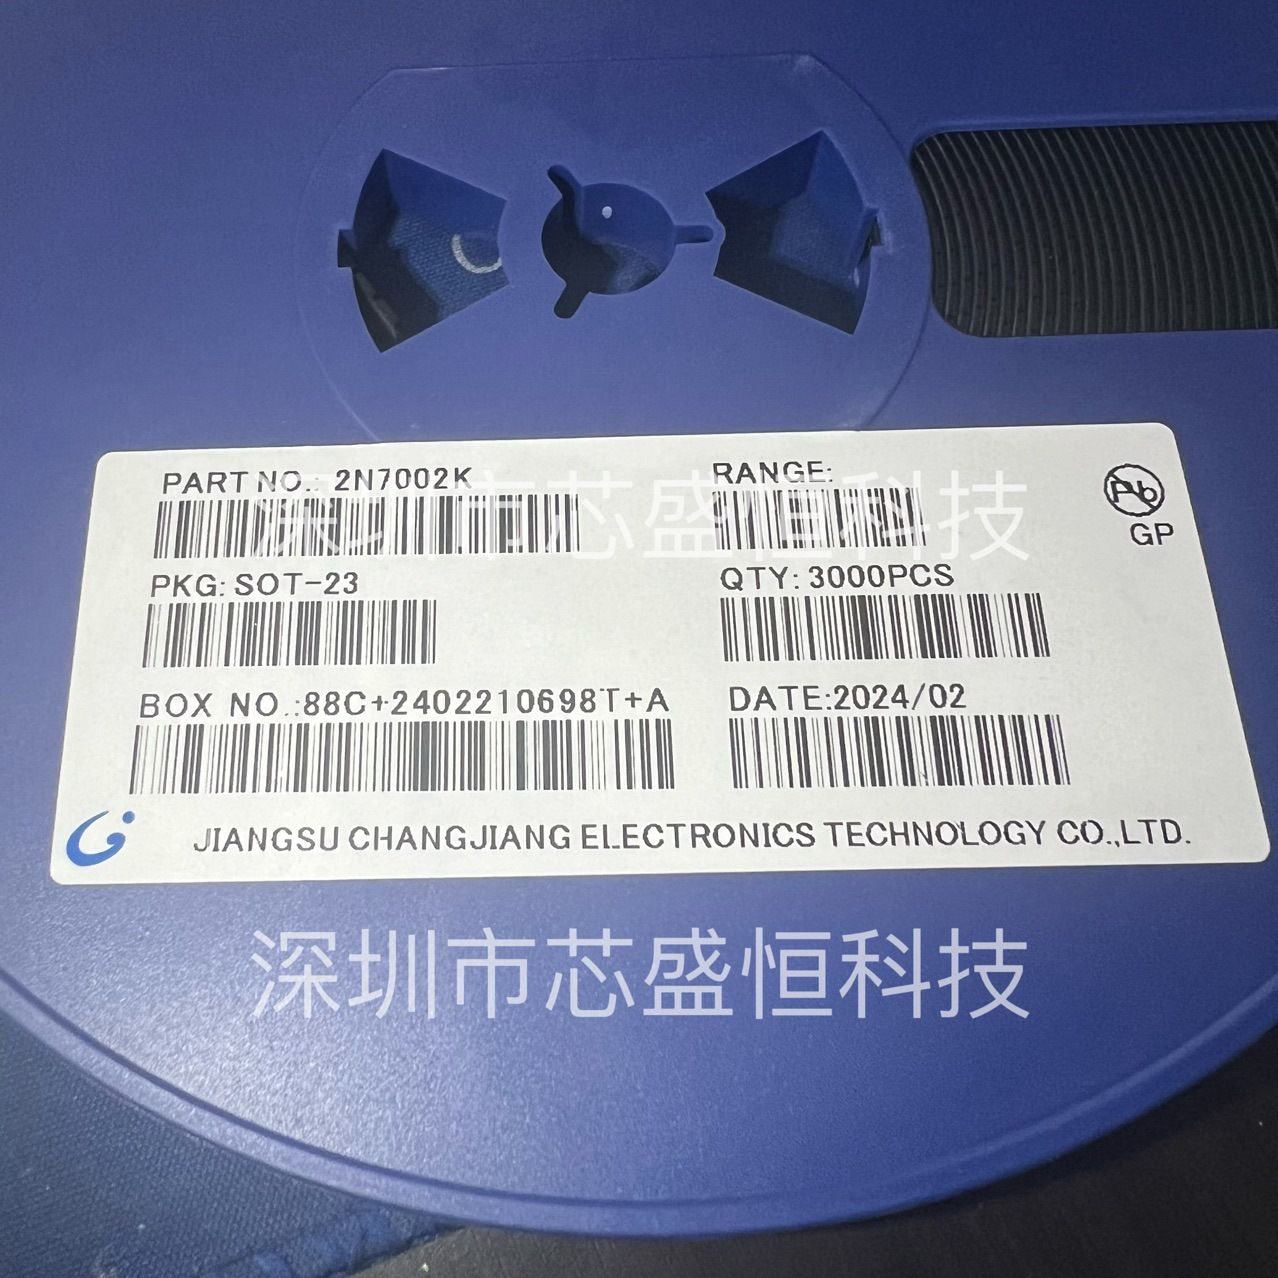 PART NO.: 2N7002K
RANGE:
Pb
GP
深圳市芯盛恒科技
PKG: SOT-23
QTY: 3000PCS
BOX NO.:88C+2402210698T+A
DATE:2024/02
JIANGSU CHANGJIANG ELECTRONICS TECHNOLOGY CO.,LTD.
深圳市芯盛恒科技